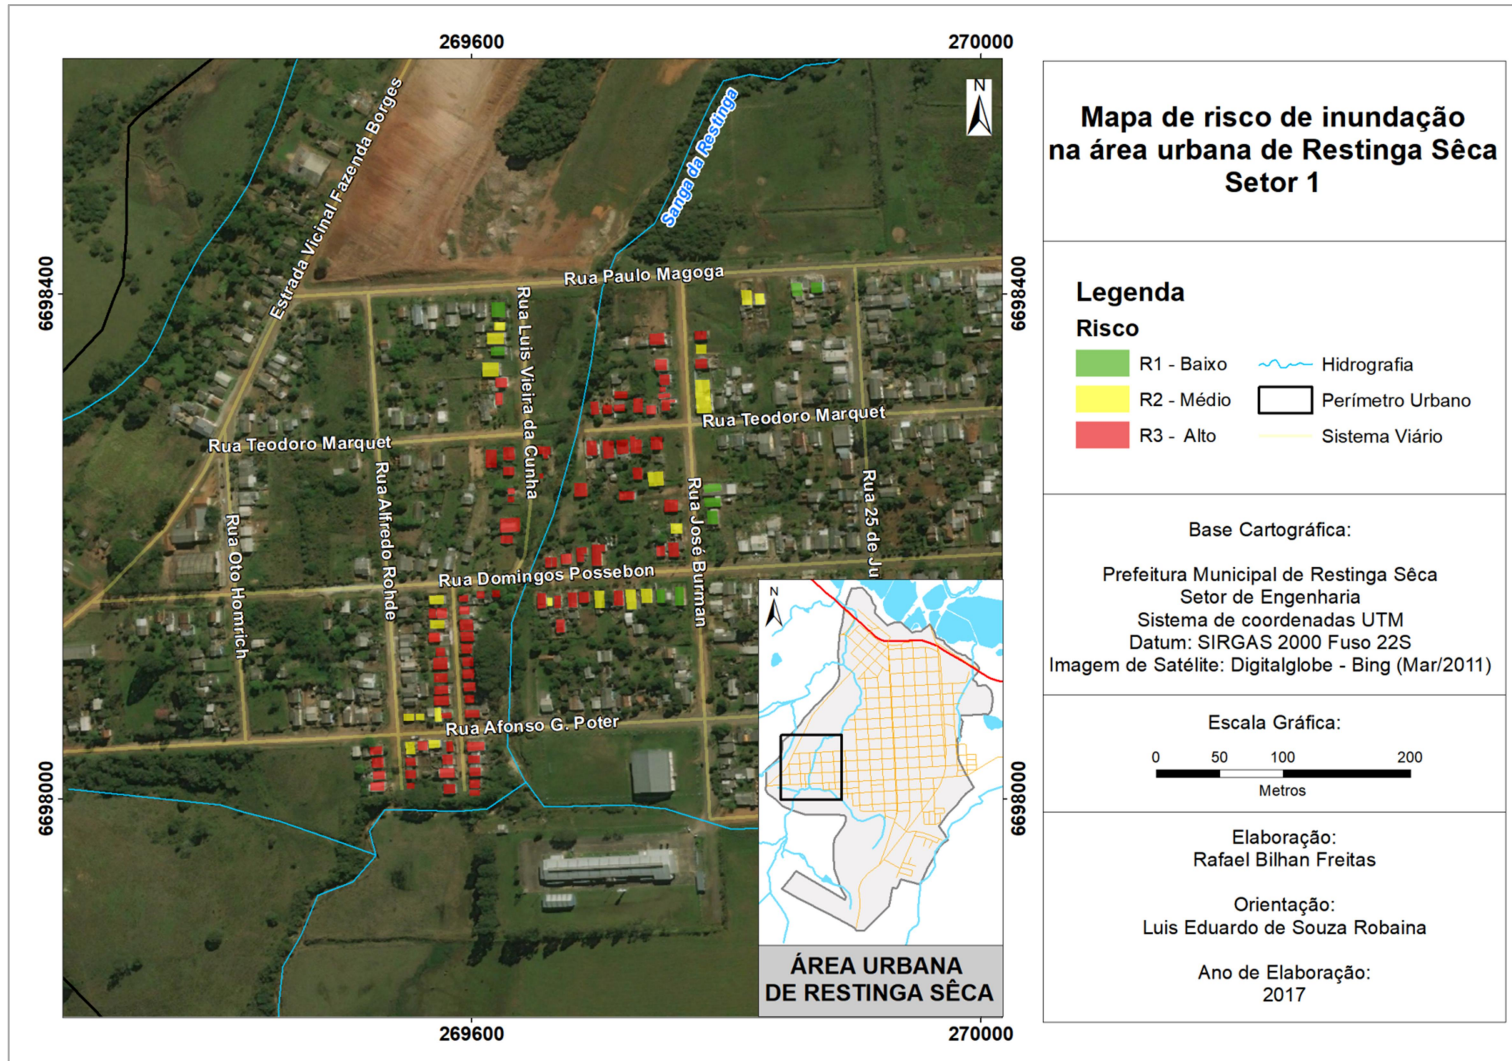 269600
270000
6698400
6698000
N
Estrada Vicinal Fazenda Borges
Sanga da Restinga
Rua Paulo Magoga
Rua Luis Vieira da Cunha
Rua Teodoro Marquet
Rua Teodoro Marquet
Rua Oto Homrich
Rua Alfredo Rohde
Rua José Burman
Rua 25 de Ju
Rua Domingos Possebon
Rua Afonso G. Poter
6698400
6698000
269600
270000
N
ÁREA URBANA
DE RESTINGA SÊCA
Mapa de risco de inundação
na área urbana de Restinga Sêca
Setor 1
Legenda
Risco
R1 - Baixo
R2 - Médio
R3 - Alto
Hidrografia
Perímetro Urbano
Sistema Viário
Base Cartográfica:
Prefeitura Municipal de Restinga Sêca
Setor de Engenharia
Sistema de coordenadas UTM
Datum: SIRGAS 2000 Fuso 22S
Imagem de Satélite: Digitalglobe - Bing (Mar/2011)
Escala Gráfica:
0 50 100 200
Metros
Elaboração:
Rafael Bilhan Freitas
Orientação:
Luis Eduardo de Souza Robaina
Ano de Elaboração:
2017